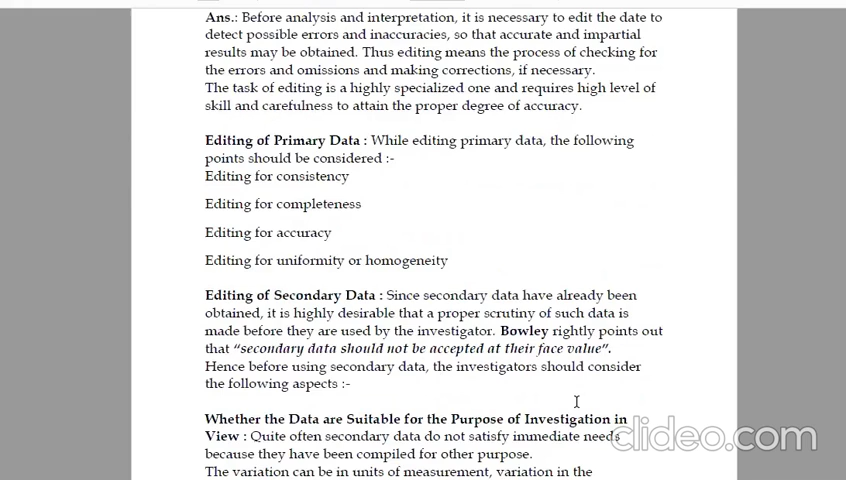 Ans.: Before analysis and interpretation, it is necessary to edit the date to
detect possible errors and inaccuracies, so that accurate and impartial
results may be obtained. Thus editing means the process of checking for
the errors and omissions and making corrections, if necessary.
The task of editing is a highly specialized one and requires high level of
skill and carefulness to attain the proper degree of accuracy.
Editing of Primary Data : While editing primary data, the following
points should be considered :-
Editing for consistency
Editing for completeness
Editing for accuracy
Editing for uniformity or homogeneity
Editing of Secondary Data : Since secondary data have already been
obtained, it is highly desirable that a proper scrutiny of such data is
made before they are used by the investigator. Bowley rightly points out
that “secondary data should not be accepted at their face value”.
Hence before using secondary data, the investigators should consider
the following aspects :-
Whether the Data are Suitable for the Purpose of Investigation in
View : Quite often secondary data do not satisfy immediate needs
because they have been compiled for other purpose.
The variation can be in units of measurement, variation in the
clideo.com